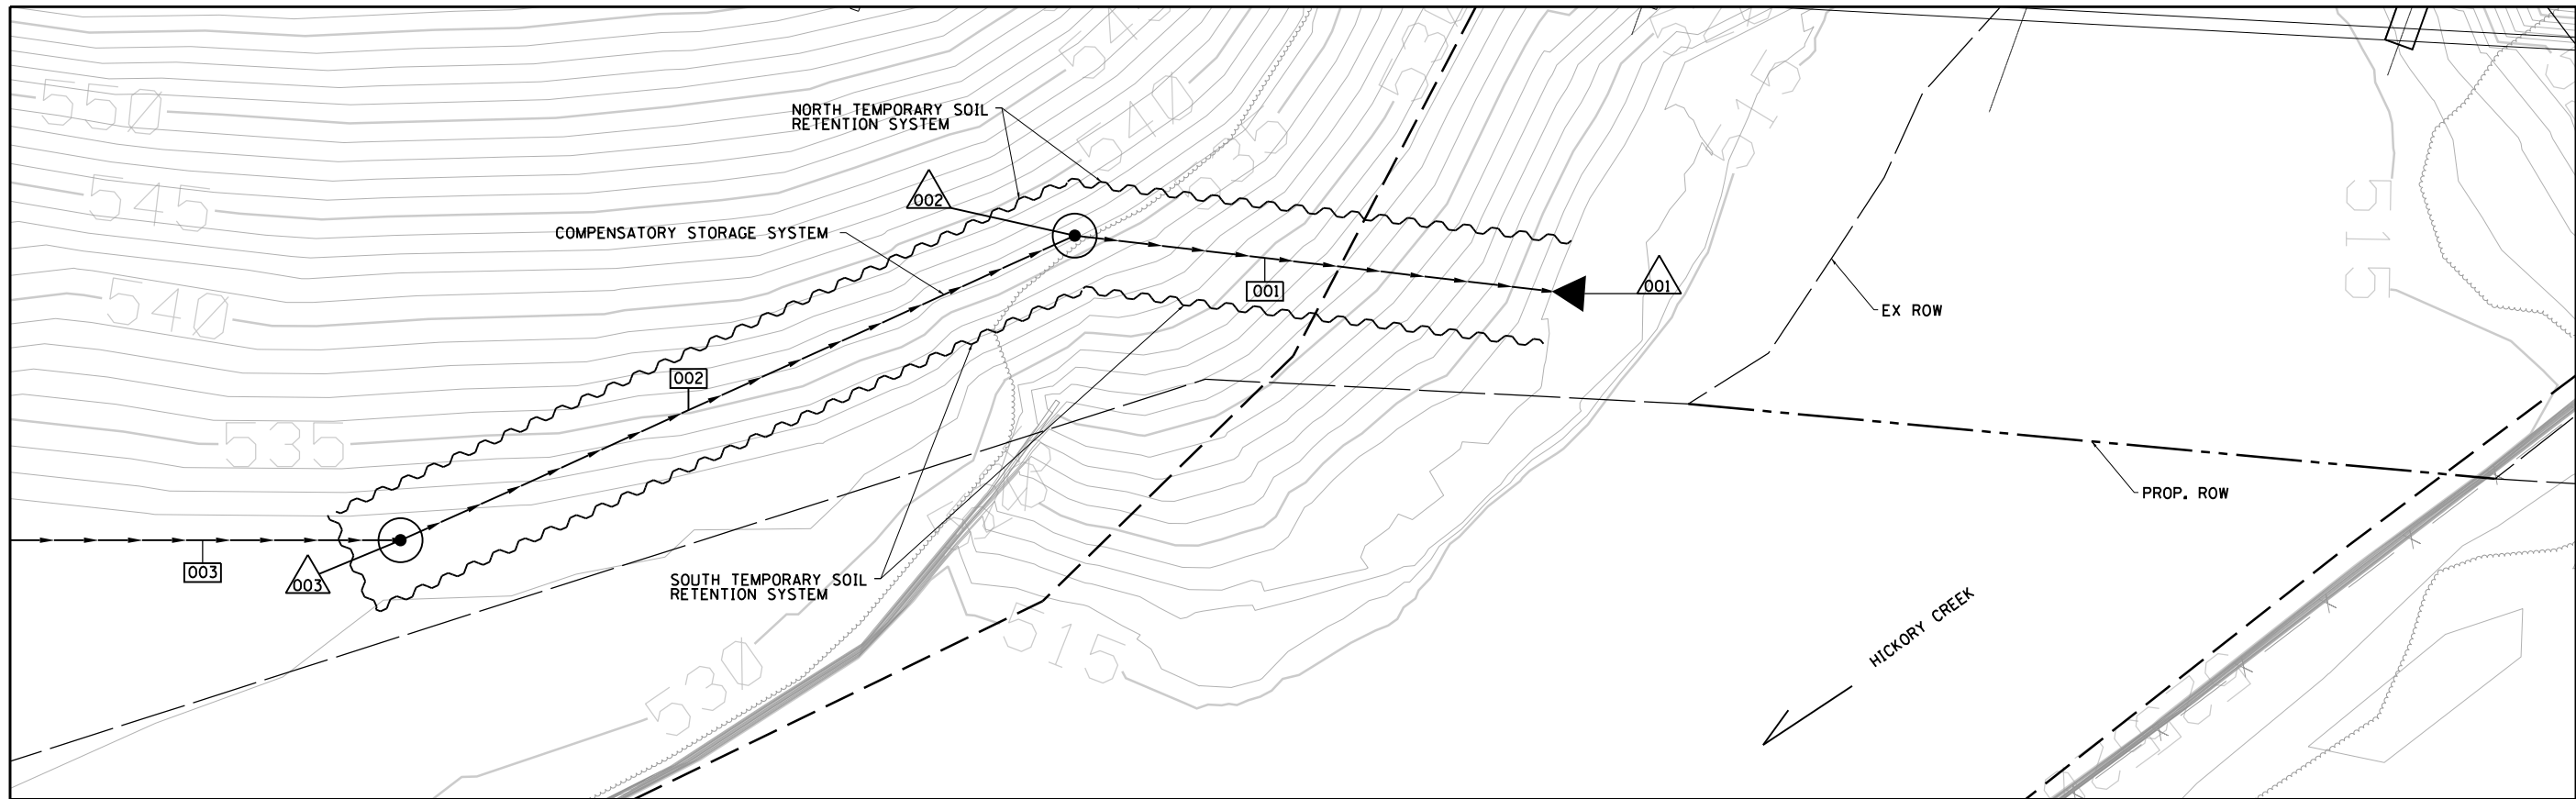 550
545
540
535
540
535
515
NORTH TEMPORARY SOIL
RETENTION SYSTEM
002
COMPENSATORY STORAGE SYSTEM
001
001
EX ROW
515
002
003
003
SOUTH TEMPORARY SOIL
RETENTION SYSTEM
PROP. ROW
515
530
HICKORY CREEK